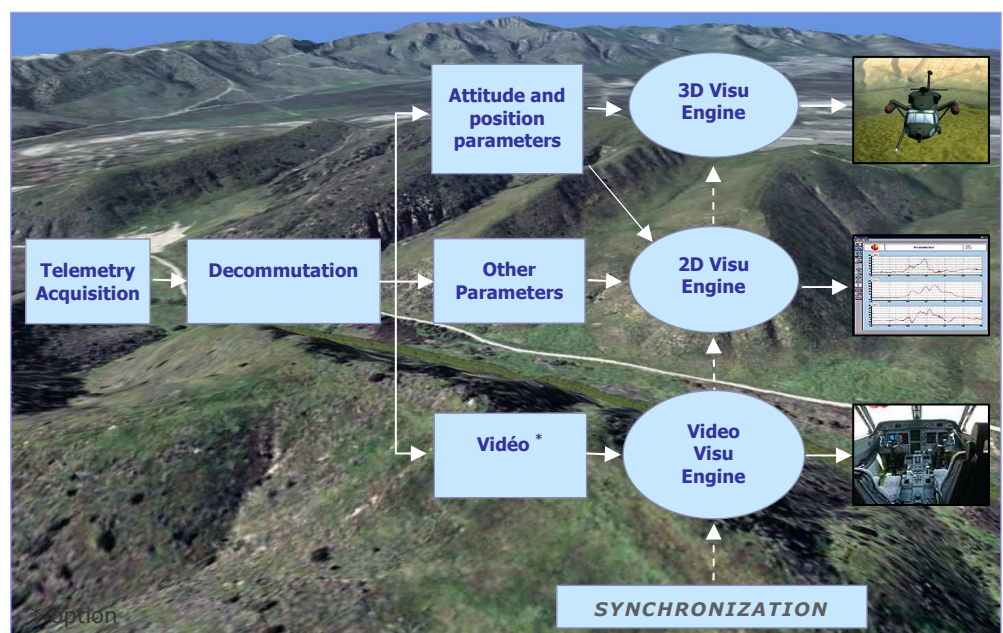 Attitude and
position
parameters
3D Visu
Engine
Telemetry
Acquisition
Decommutation
Other
Parameters
2D Visu
Engine
Vidéo *
Video
Visu
Engine
SYNCHRONIZATION
* option